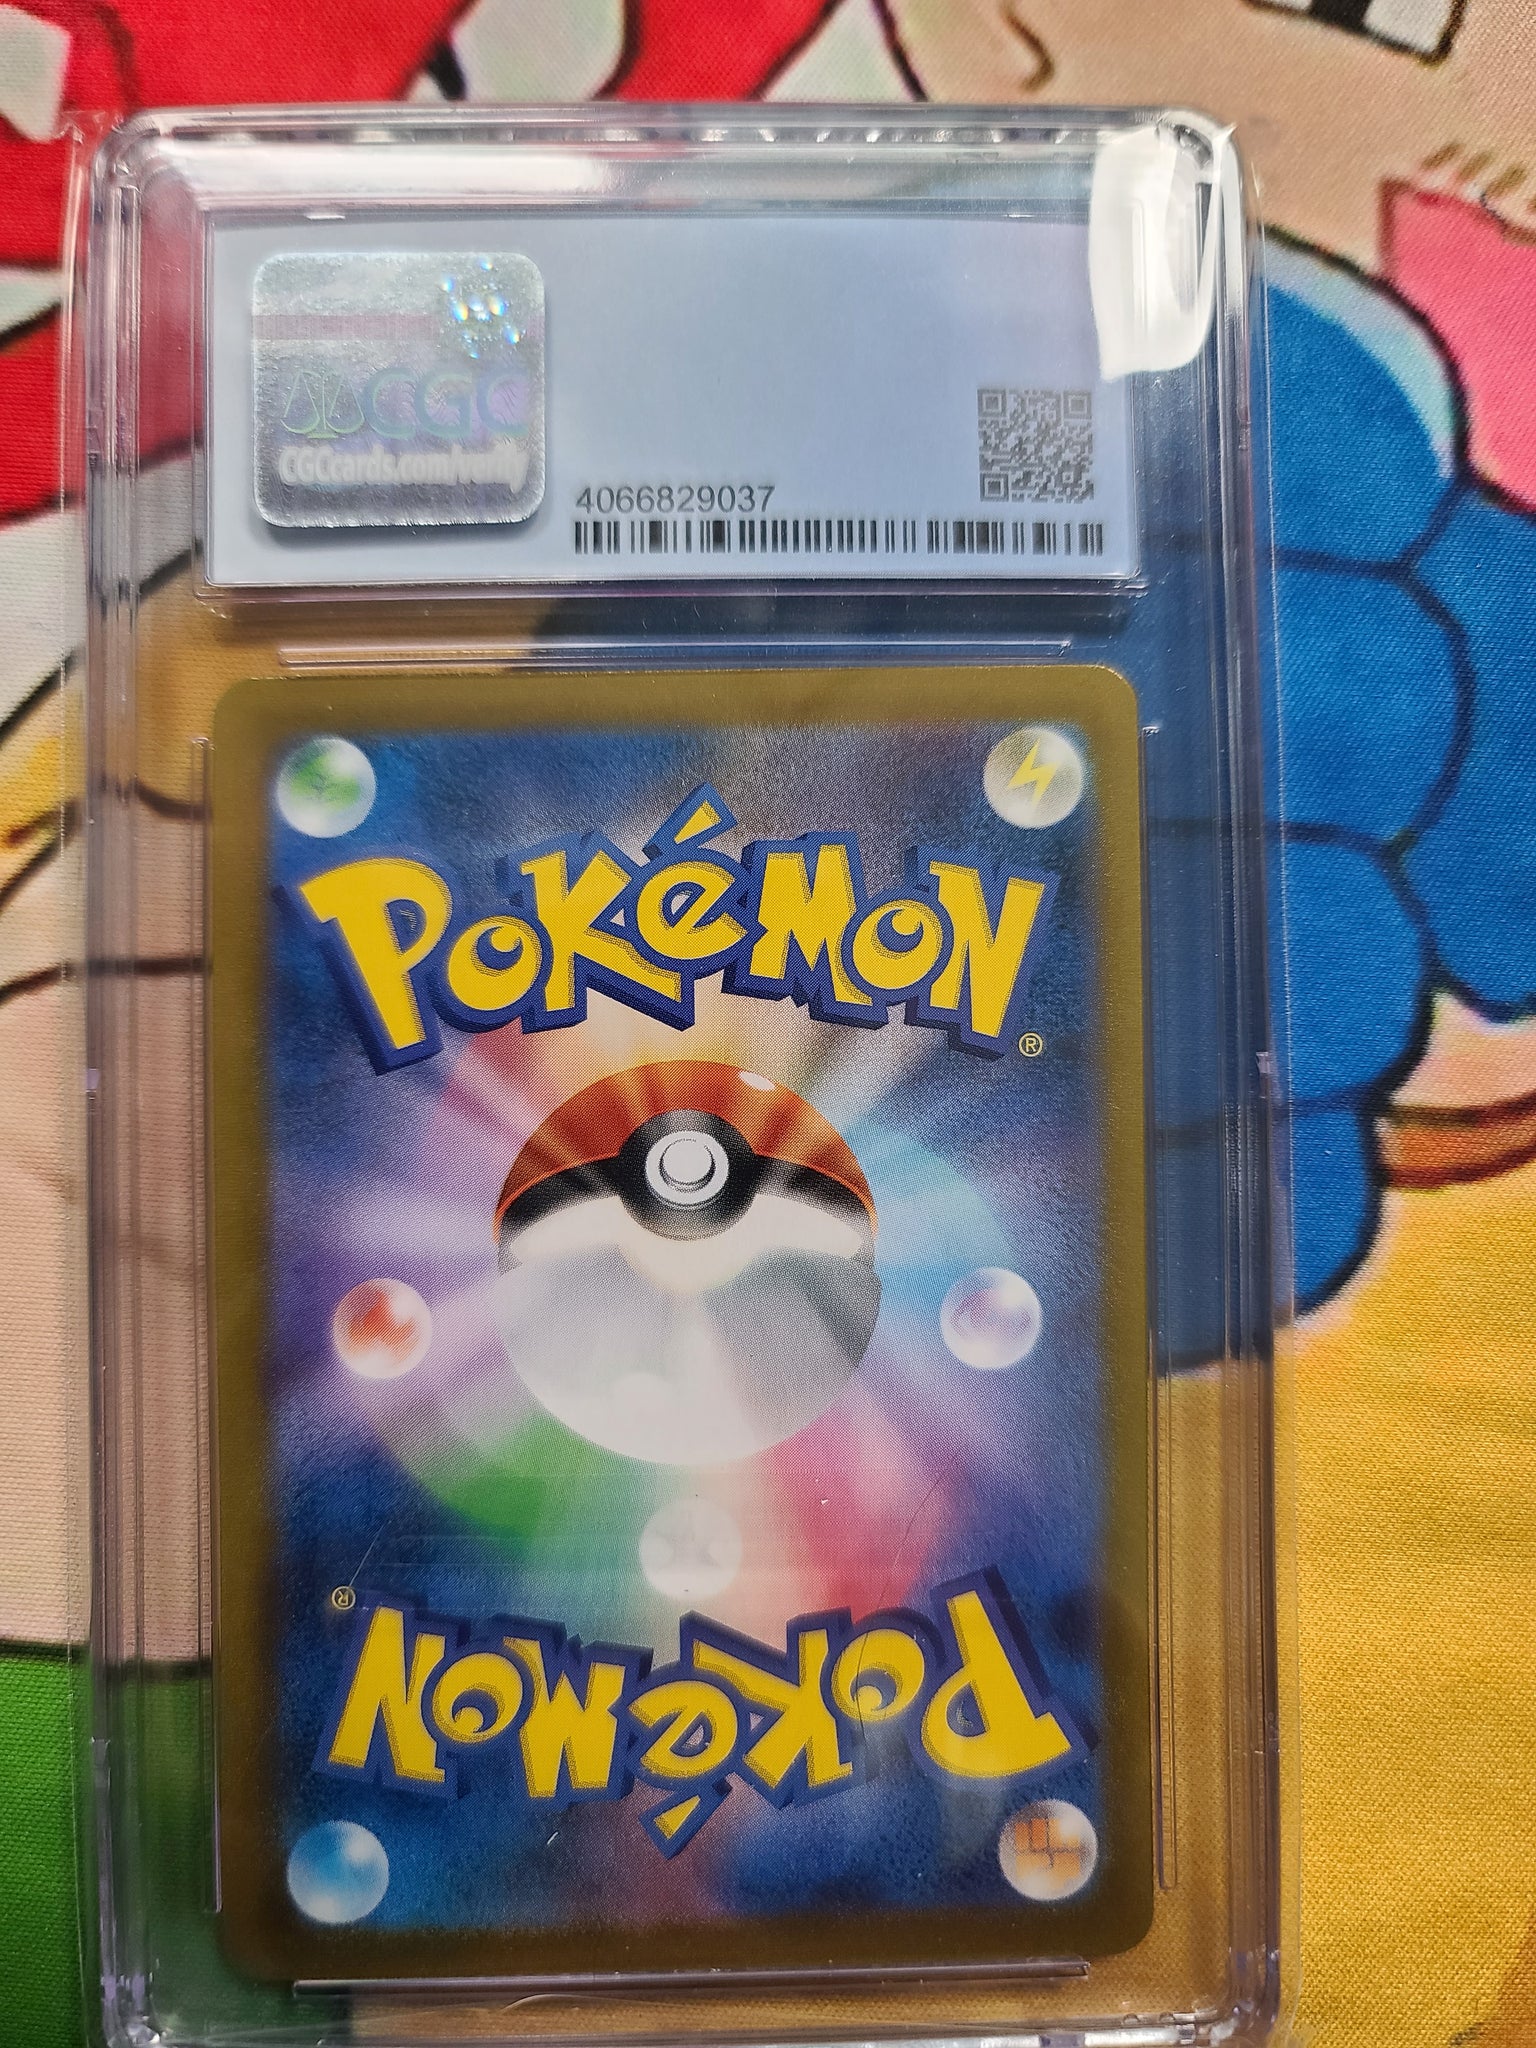 CGC
CGCcards.com/verify
4066829037
POKéMON
®
®
POKéMON